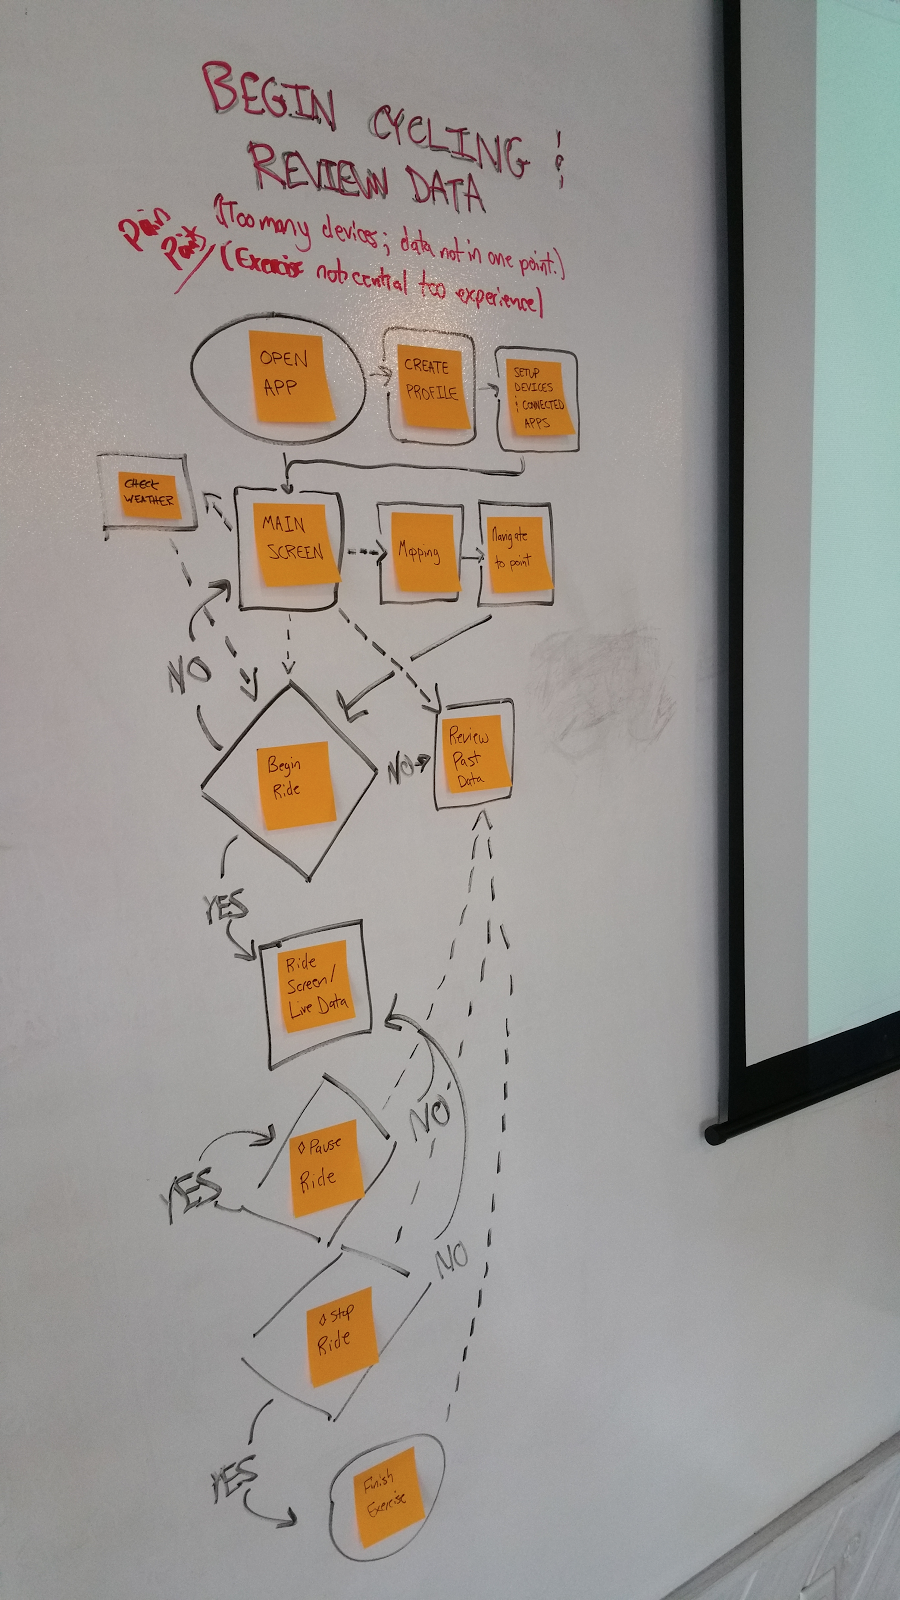 BEGIN CYCLING &
REVIEW DATA
Pain
Points
(Too many devices; data not in one point.)
(Exercise not central too experience)
OPEN
APP
CREATE
PROFILE
SETUP
DEVICES
& CONNECTED
APPS
CHECK
WEATHER
MAIN
SCREEN
Mapping
Navigate
to point
NO
Begin
Ride
NO
Review
Past
Data
YES
Ride
Screen/
Live Data
NO
◊ Pause
Ride
YES
NO
◊ Stop
Ride
YES
Finish
Exercise